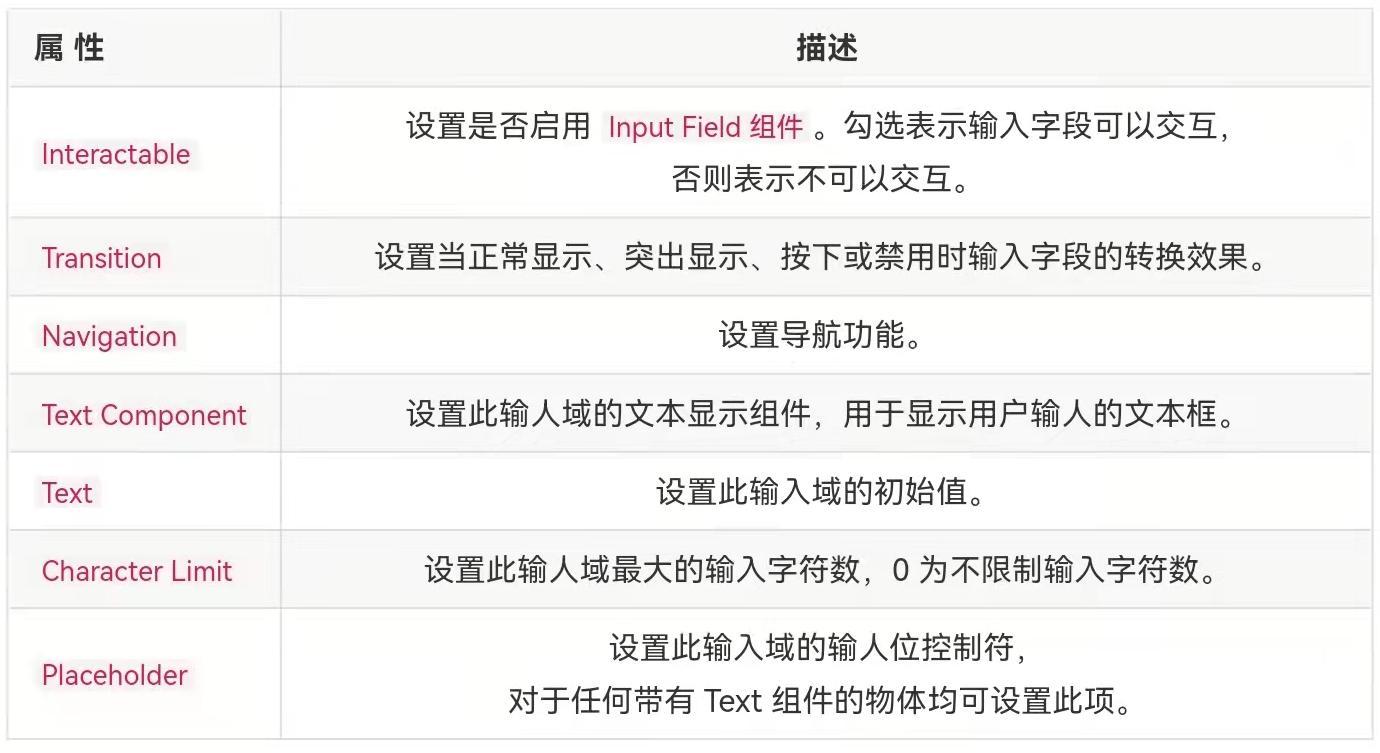 属 性
描述
Interactable
设置是否启用 Input Field 组件 。勾选表示输入字段可以交互，
否则表示不可以交互。
Transition
设置当正常显示、突出显示、按下或禁用时输入字段的转换效果。
Navigation
设置导航功能。
Text Component
设置此输人域的文本显示组件，用于显示用户输人的文本框。
Text
设置此输入域的初始值。
Character Limit
设置此输人域最大的输入字符数，0 为不限制输入字符数。
Placeholder
设置此输入域的输人位控制符，
对于任何带有 Text 组件的物体均可设置此项。